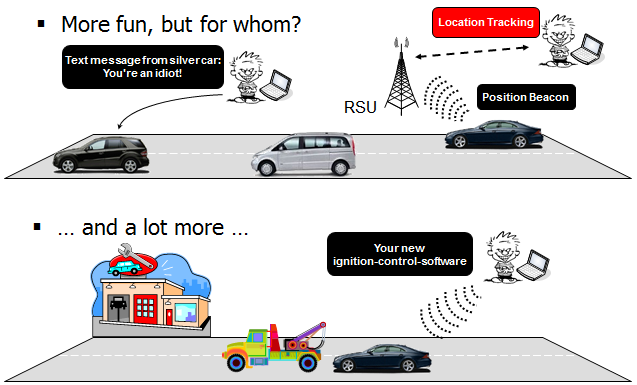 ▪ More fun, but for whom?
Text message from silver car:
You're an idiot!
Location Tracking
RSU
Position Beacon
▪ … and a lot more …
Your new
ignition-control-software